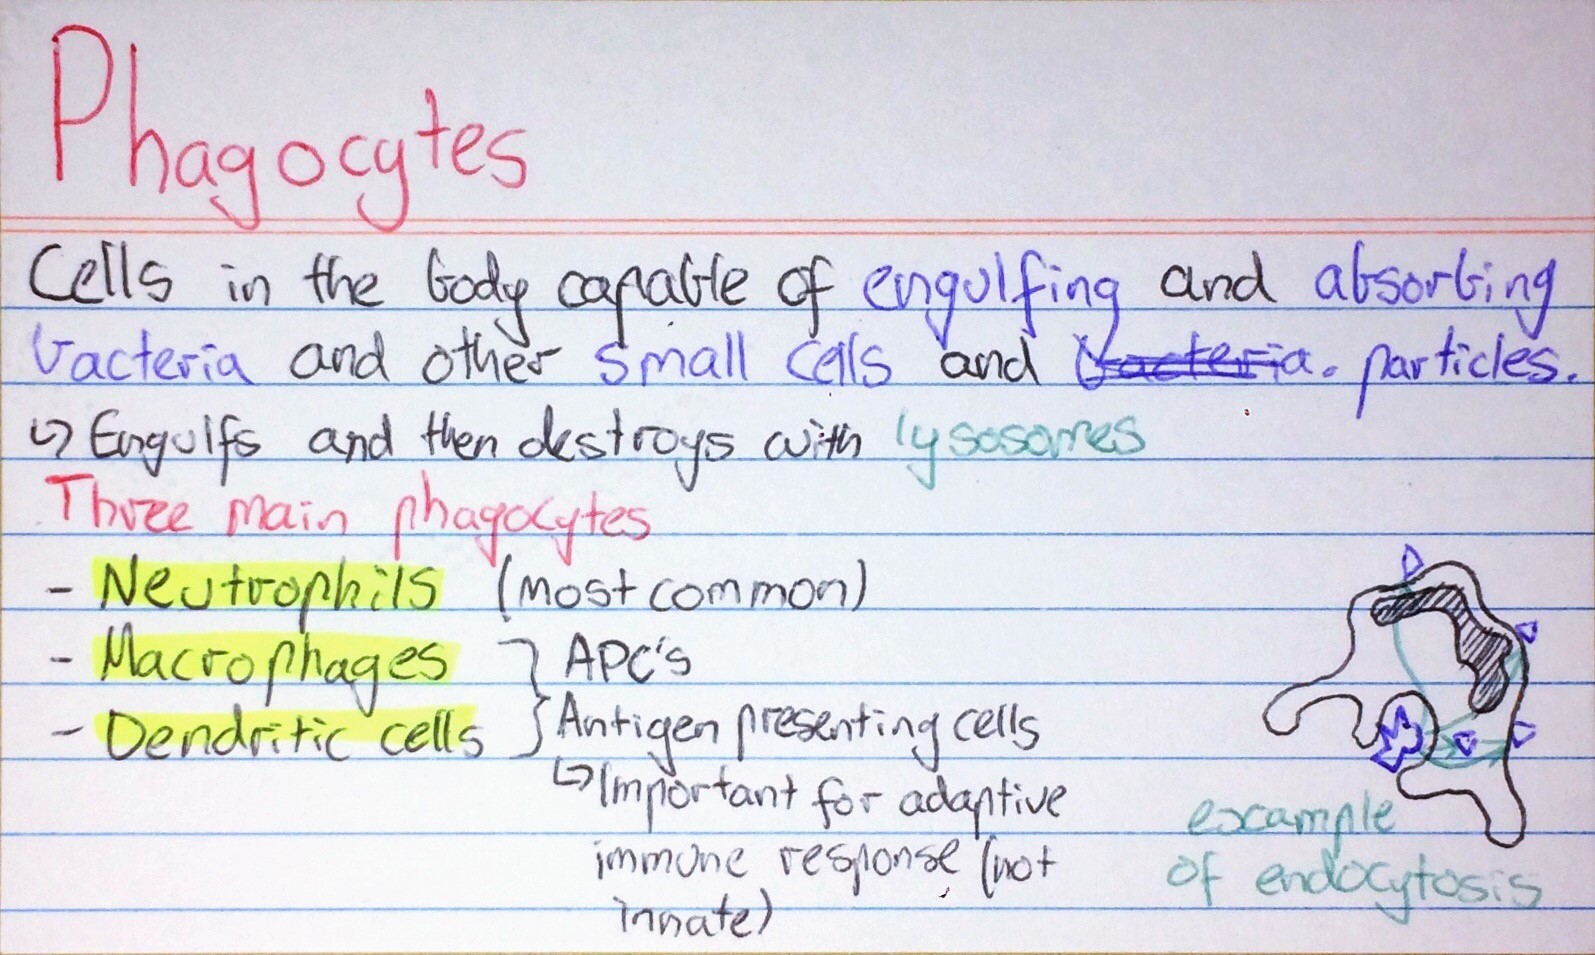 Phagocytes
Cells in the body capable of engulfing and absorbing
bacteria and other small cells and bacteria. particles.
↳ Engulfs and then destroys with lysosomes
Three main phagocytes
- Neutrophils (most common)
- Macrophages } APC's
- Dendritic cells } Antigen presenting cells
↳ Important for adaptive
immune response (not
innate)
example
of endocytosis